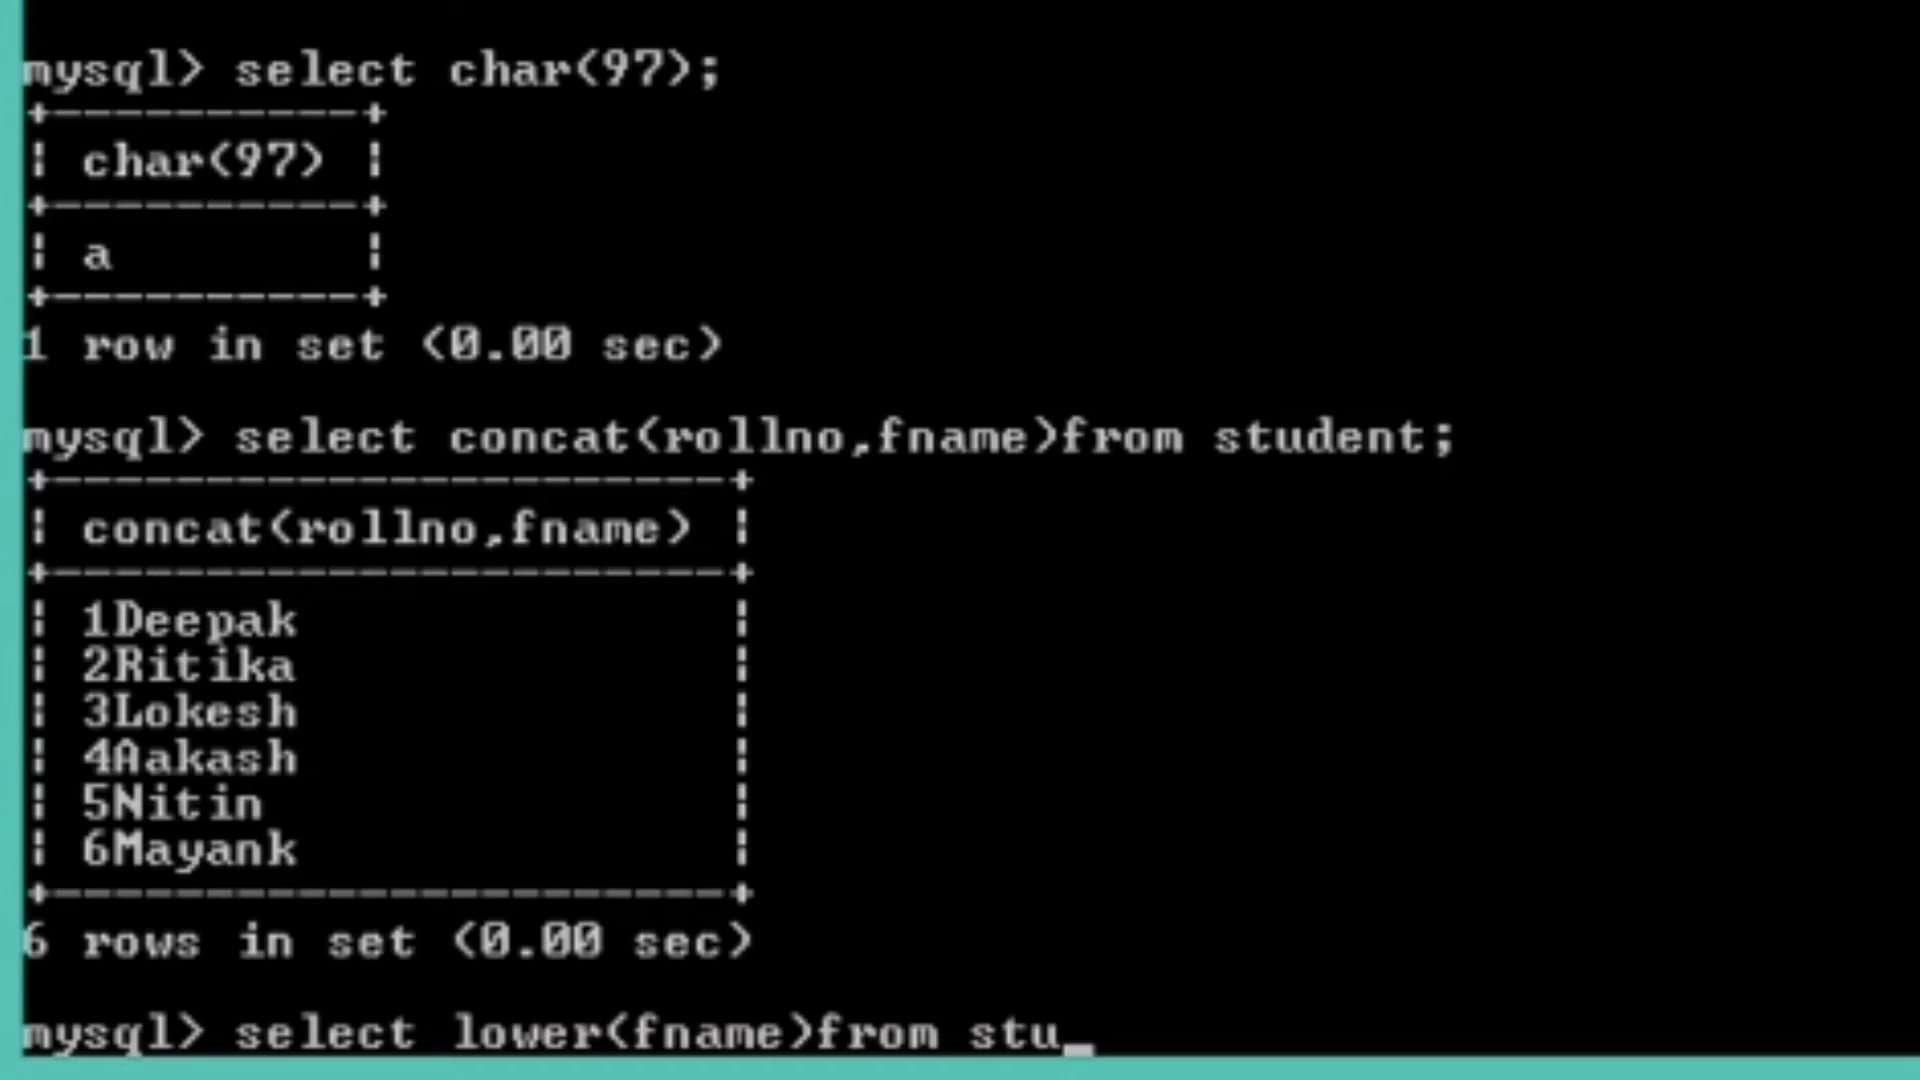 mysql> select char(97);
+-----------+
| char(97) |
+-----------+
| a |
+-----------+
1 row in set (0.00 sec)
mysql> select concat(rollno,fname)from student;
+-----------------------+
| concat(rollno,fname) |
+-----------------------+
| 1Deepak |
| 2Ritika |
| 3Lokesh |
| 4Aakash |
| 5Nitin |
| 6Mayank |
+-----------------------+
6 rows in set (0.00 sec)
mysql> select lower(fname)from stu_